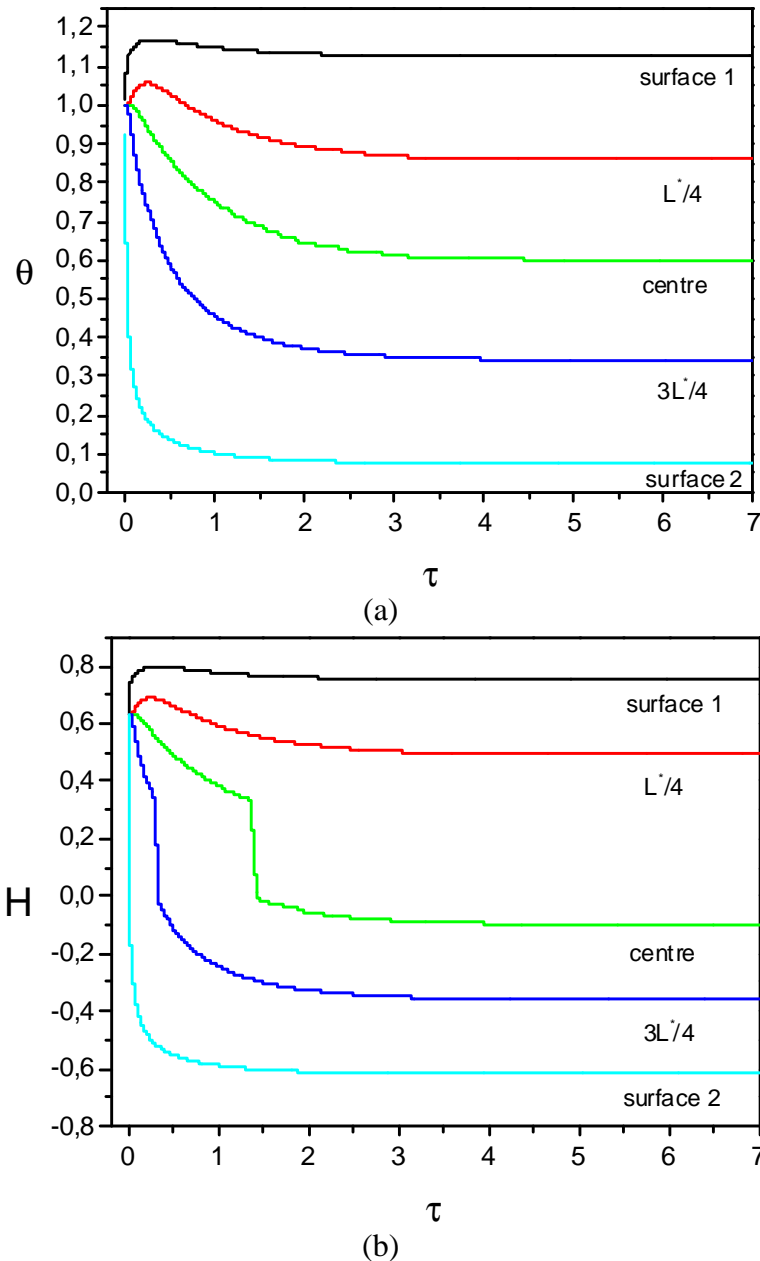 1,2
1,1
surface 1
1,0
0,9
0,8
L*/4
0,7
θ
0,6
centre
0,5
0,4
0,3
3L*/4
0,2
0,1
surface 2
0,0
0 1 2 3 4 5 6 7
τ
(a)
0,8
surface 1
0,6
0,4
L*/4
0,2
H
0,0
centre
-0,2
-0,4
3L*/4
-0,6
surface 2
-0,8
0 1 2 3 4 5 6 7
τ
(b)